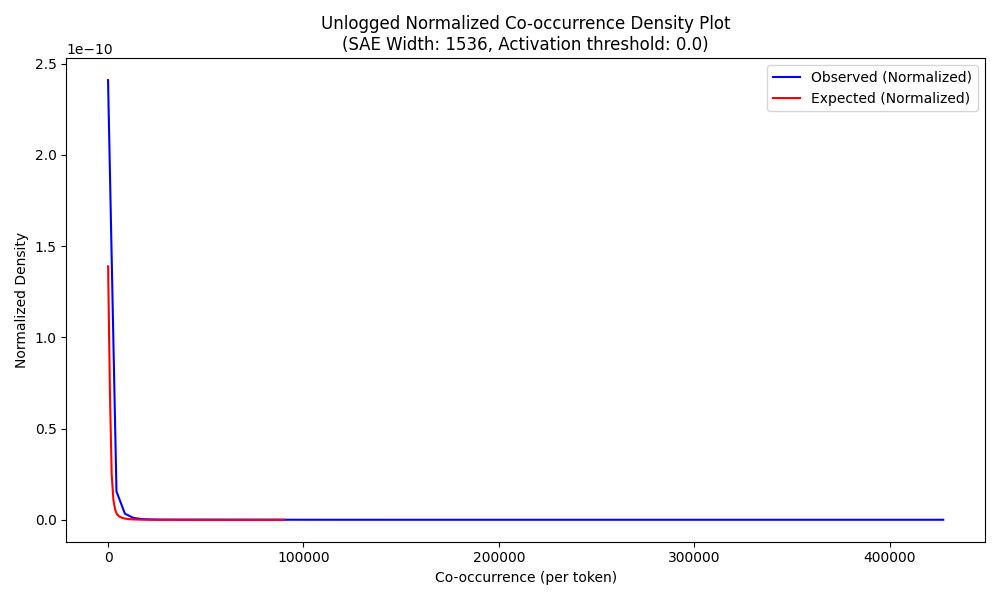 Unlogged Normalized Co-occurrence Density Plot
(SAE Width: 1536, Activation threshold: 0.0)
1e−10
2.5
2.0
1.5
1.0
0.5
0.0
Normalized Density
Observed (Normalized)
Expected (Normalized)
0 100000 200000 300000 400000
Co-occurrence (per token)